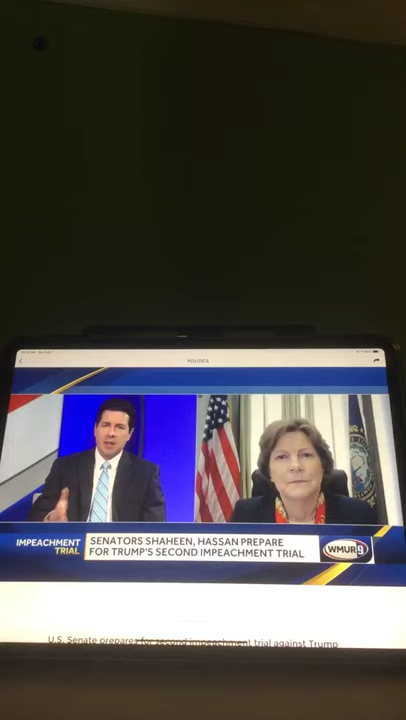 POLITICS
IMPEACHMENT
TRIAL
SENATORS SHAHEEN, HASSAN PREPARE
FOR TRUMP'S SECOND IMPEACHMENT TRIAL
WMUR 9
U.S. Senate prepares for second impeachment trial against Trump